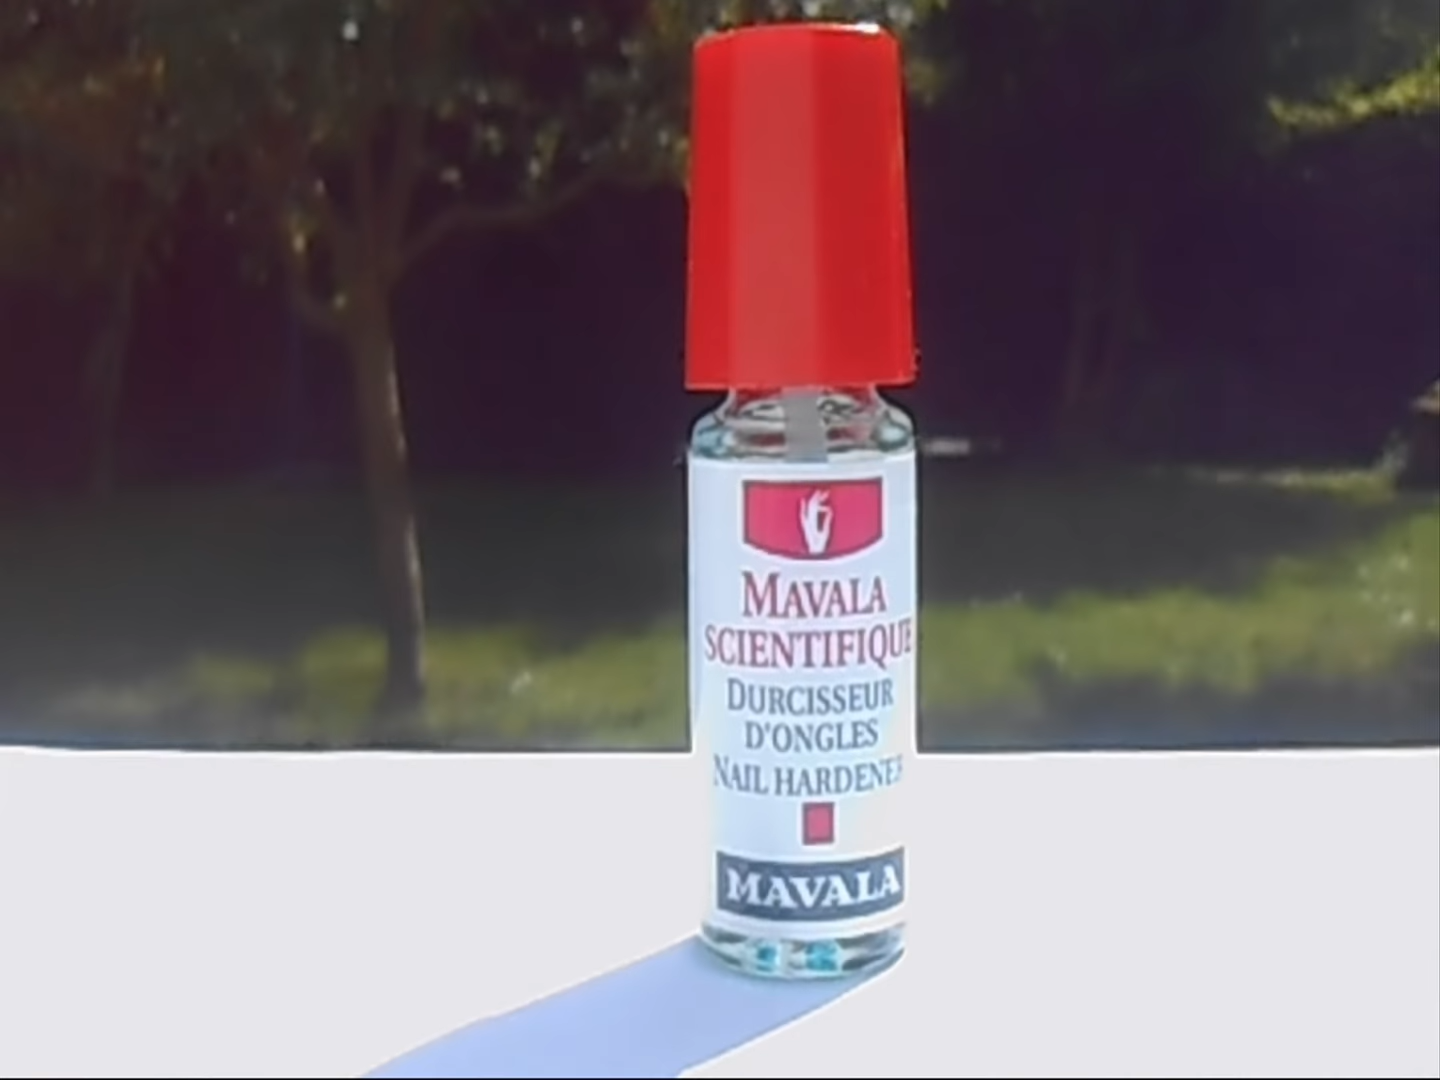 MAVALA
SCIENTIFIQUE
DURCISSEUR
D'ONGLES
NAIL HARDENER
MAVALA